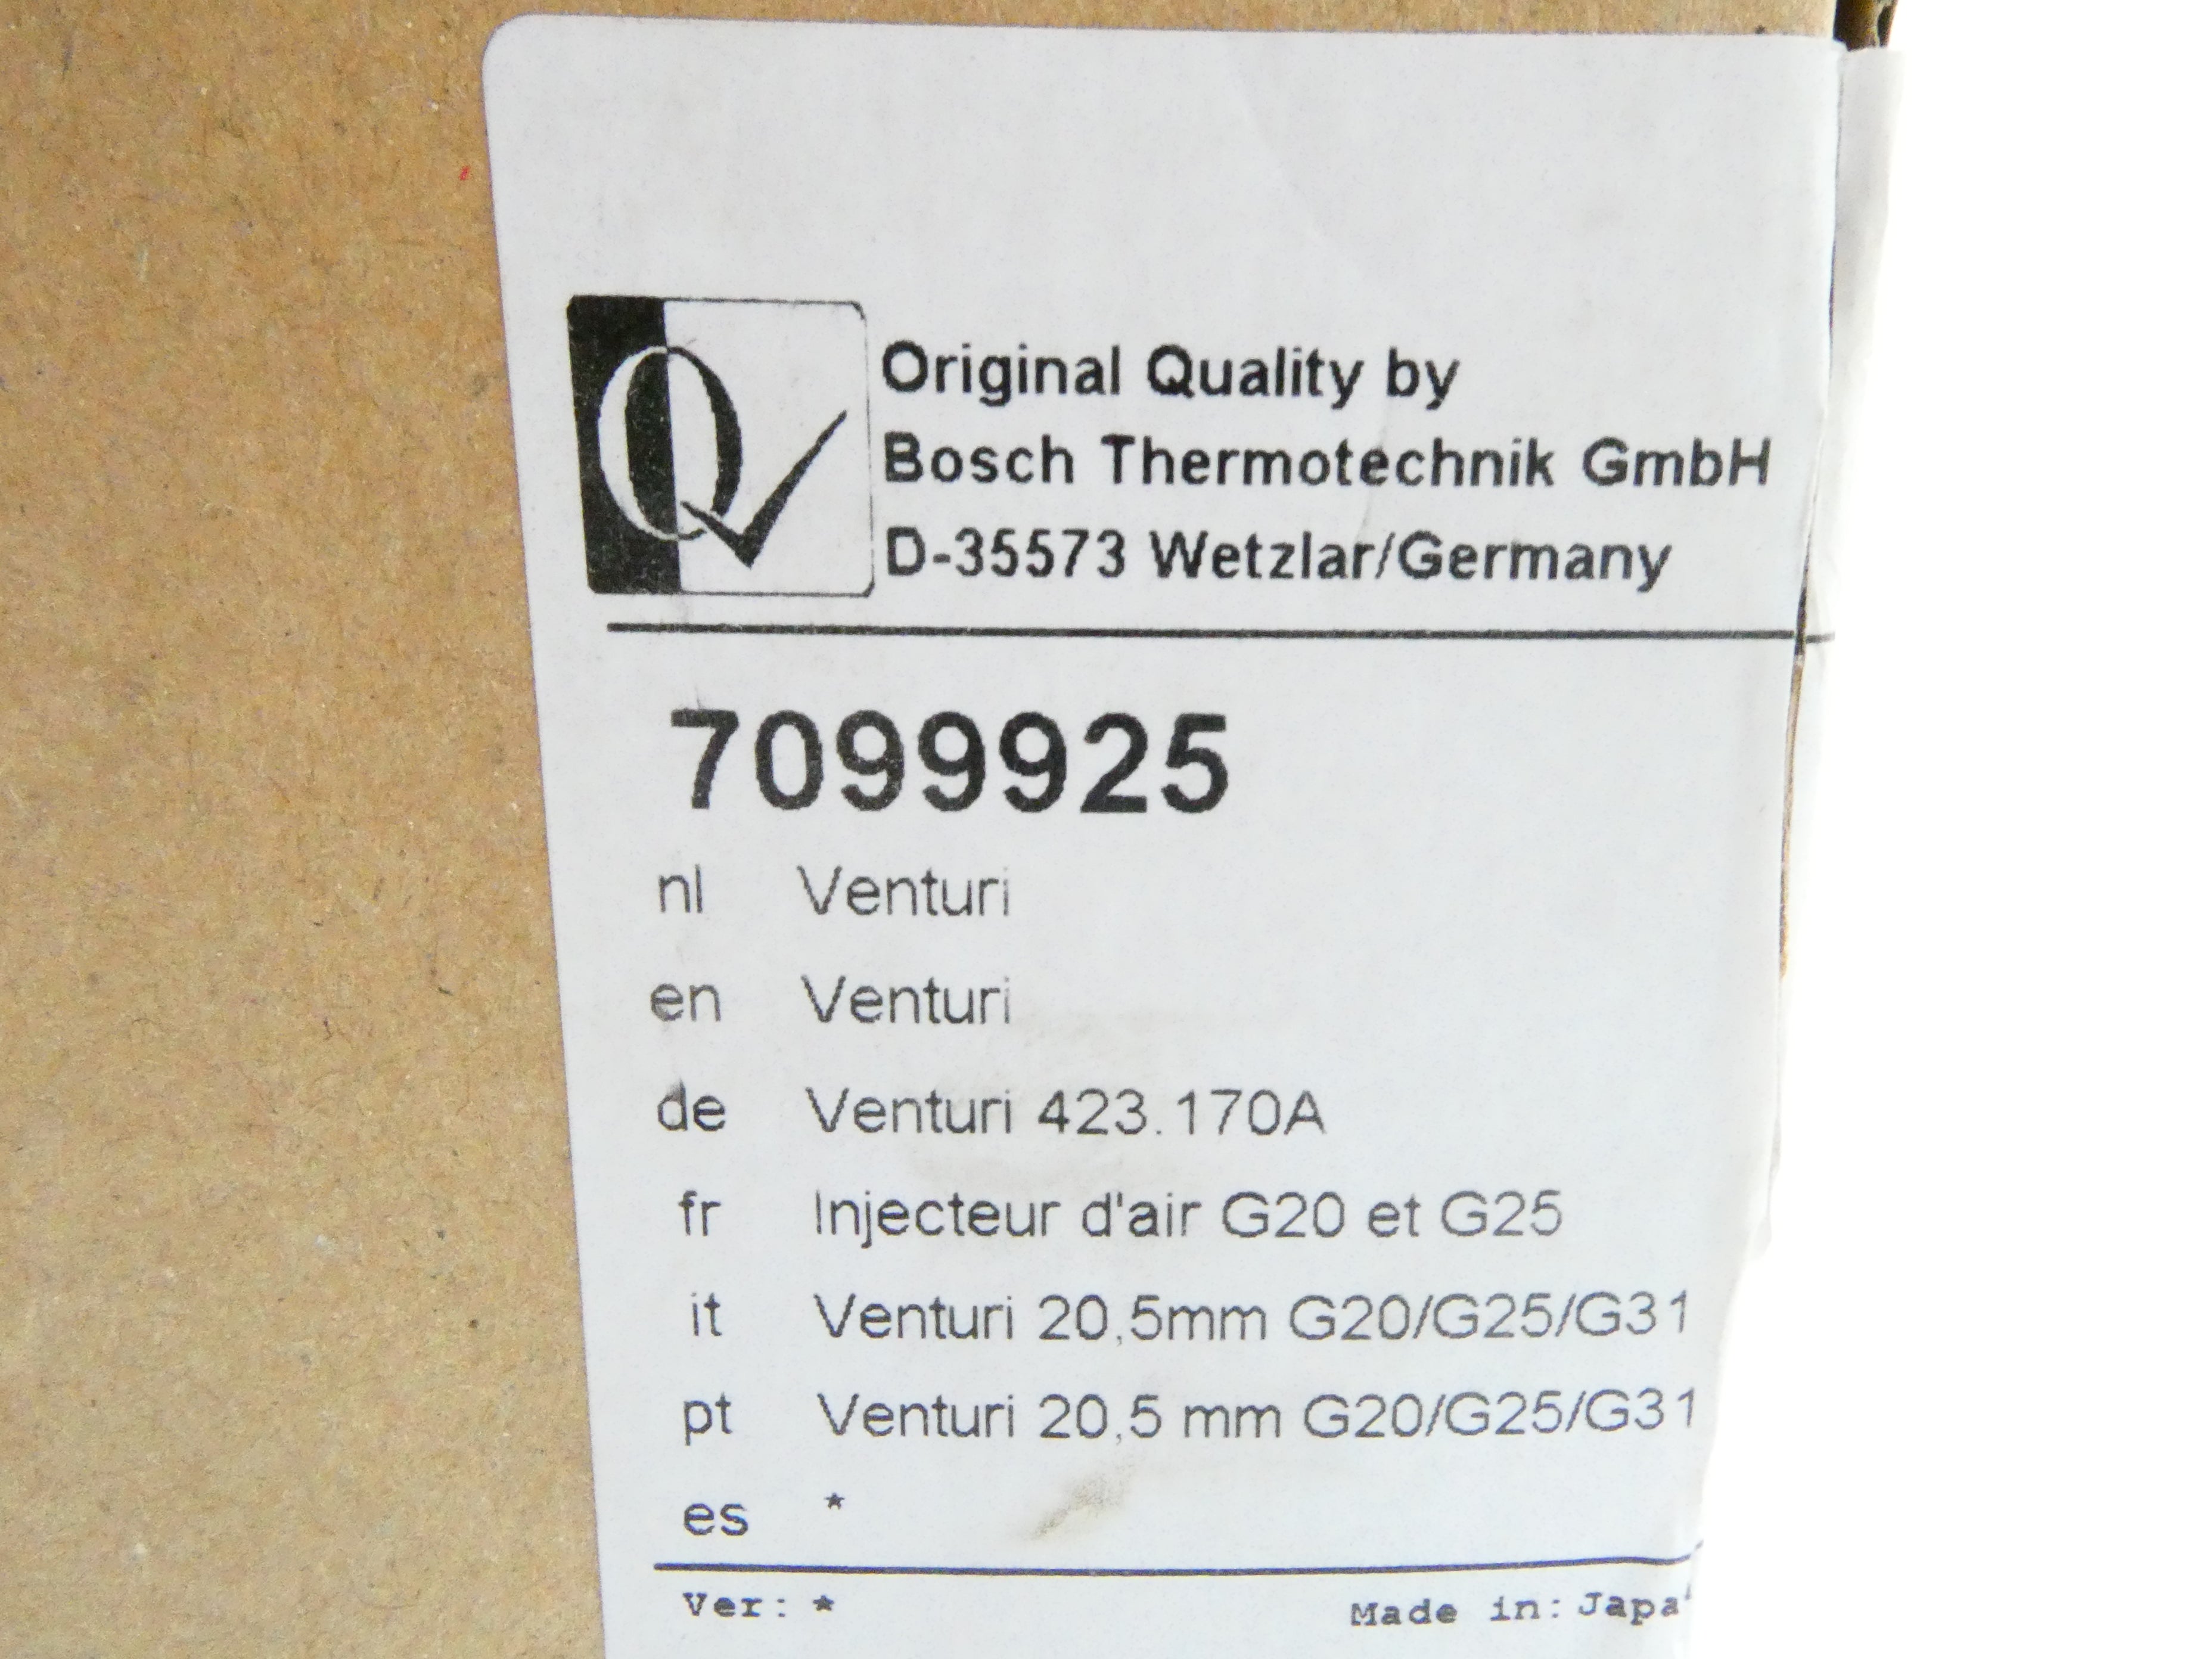 Original Quality by
Bosch Thermotechnik GmbH
D-35573 Wetzlar/Germany
7099925
nl Venturi
en Venturi
de Venturi 423.170A
fr Injecteur d'air G20 et G25
it Venturi 20,5mm G20/G25/G31
pt Venturi 20,5 mm G20/G25/G31
es *
Ver: *
Made in: Japa